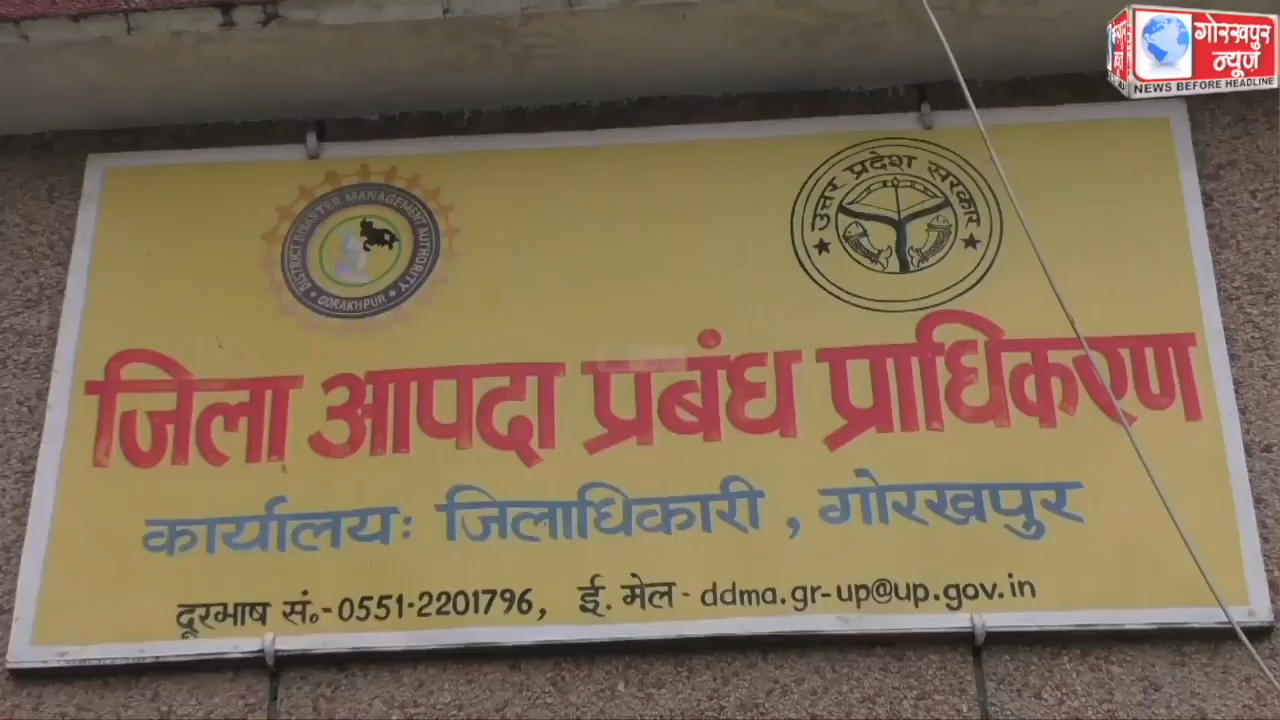 गोरखपुर
न्यूज़
NEWS BEFORE HEADLINE
DISTRICT DISASTER MANAGEMENT AUTHORITY
GORAKHPUR
उत्तर प्रदेश सरकार
जिला आपदा प्रबंध प्राधिकरण
कार्यालयः जिलाधिकारी, गोरखपुर
दूरभाष सं.-0551-2201796, ई. मेल - ddma.gr-up@up.gov.in